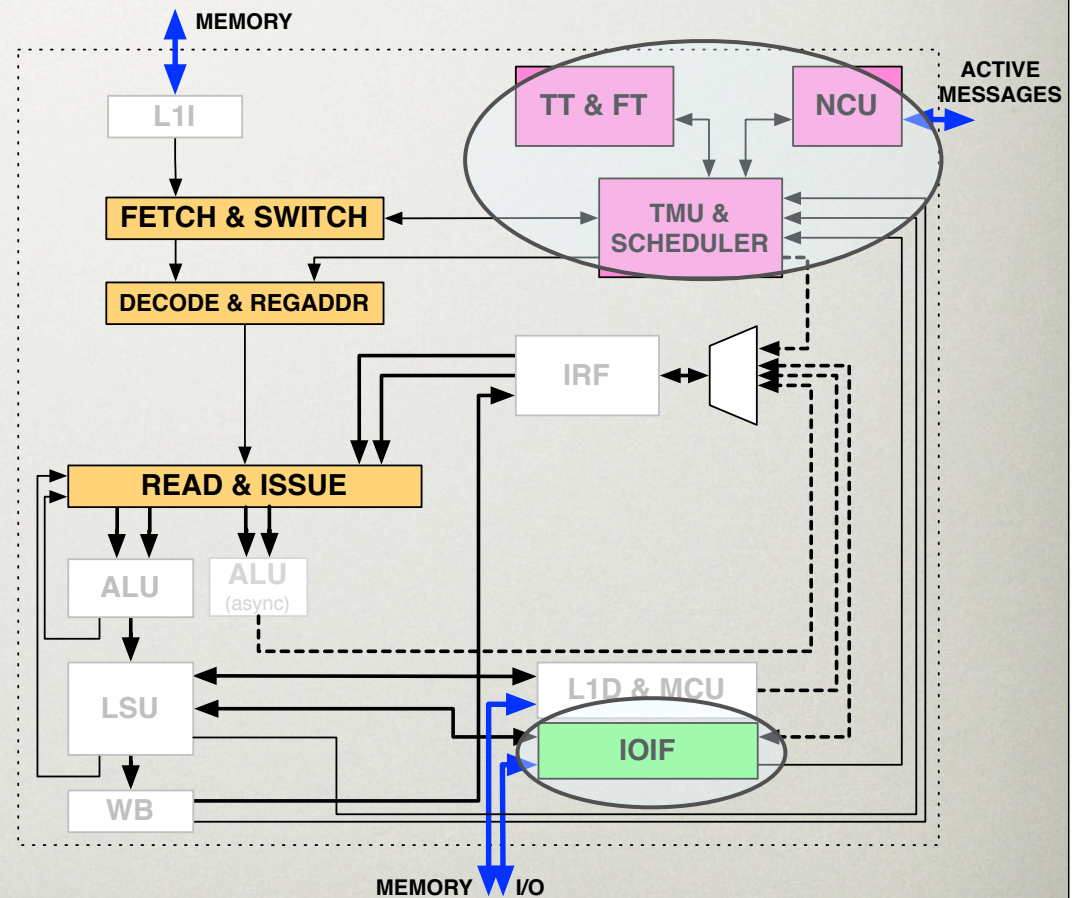 MEMORY
ACTIVE
MESSAGES
L1I
TT & FT
NCU
FETCH & SWITCH
TMU &
SCHEDULER
DECODE & REGADDR
IRF
READ & ISSUE
ALU
ALU
(async)
LSU
L1D & MCU
IOIF
WB
MEMORY
I/O